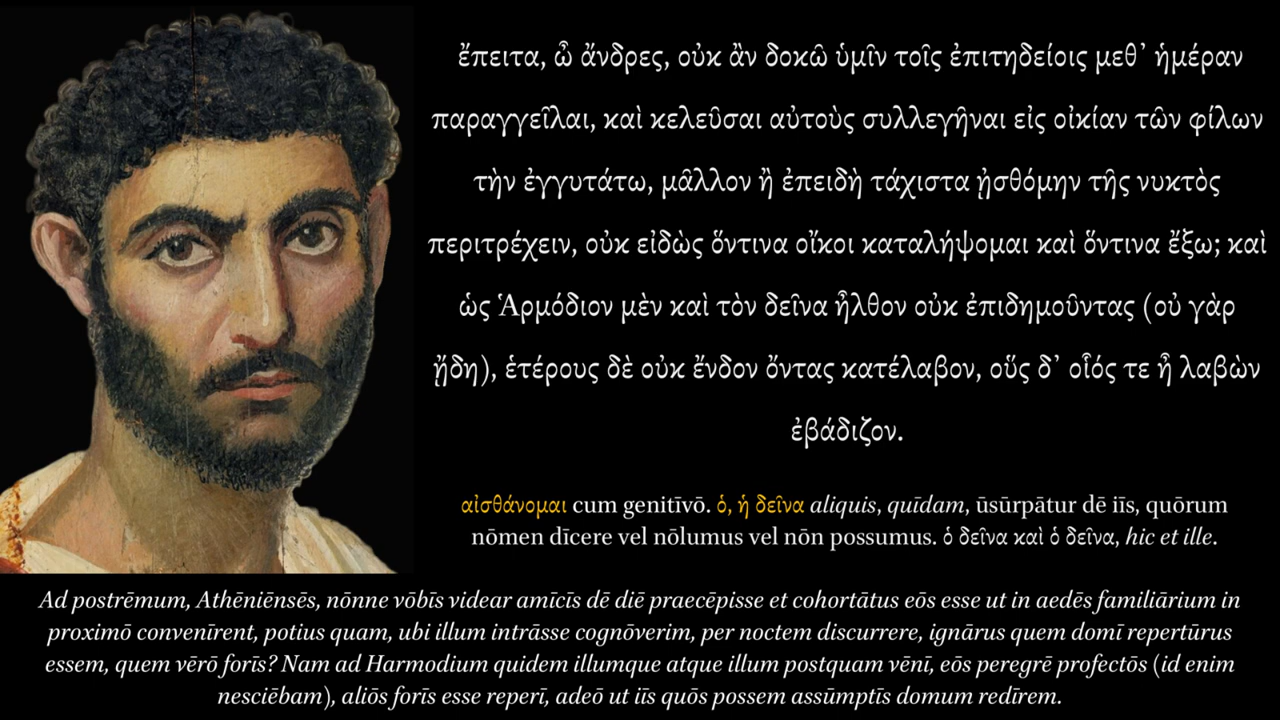 ἔπειτα, ὦ ἄνδρες, οὐκ ἂν δοκῶ ὑμῖν τοῖς ἐπιτηδείοις μεθ’ ἡμέραν
παραγγεῖλαι, καὶ κελεῦσαι αὐτοὺς συλλεγῆναι εἰς οἰκίαν τῶν φίλων
τὴν ἐγγυτάτω, μᾶλλον ἢ ἐπειδὴ τάχιστα ᾐσθόμην τῆς νυκτὸς
περιτρέχειν, οὐκ εἰδὼς ὅντινα οἴκοι καταλήψομαι καὶ ὅντινα ἔξω; καὶ
ὡς Ἁρμόδιον μὲν καὶ τὸν δεῖνα ἦλθον οὐκ ἐπιδημοῦντας (οὐ γὰρ
ᾔδη), ἑτέρους δὲ οὐκ ἔνδον ὄντας κατέλαβον, οὓς δ’ οἷός τε ἦ λαβὼν
ἐβάδιζον.
αἰσθάνομαι cum genitīvō. ὁ, ἡ δεῖνα aliquis, quīdam, ūsūrpātur dē iīs, quōrum
nōmen dīcere vel nōlumus vel nōn possumus. ὁ δεῖνα καὶ ὁ δεῖνα, hic et ille.
Ad postrēmum, Athēniēnsēs, nōnne vōbīs videar amīcīs dē diē praecēpisse et cohortātus eōs esse ut in aedēs familiārium in
proximō convenīrent, potius quam, ubi illum intrāsse cognōverim, per noctem discurrere, ignārus quem domī repertūrus
essem, quem vērō forīs? Nam ad Harmodium quidem illumque atque illum postquam vēnī, eōs peregrē profectōs (id enim
nesciēbam), aliōs forīs esse reperī, adeō ut iīs quōs possem assūmptīs domum redīrem.